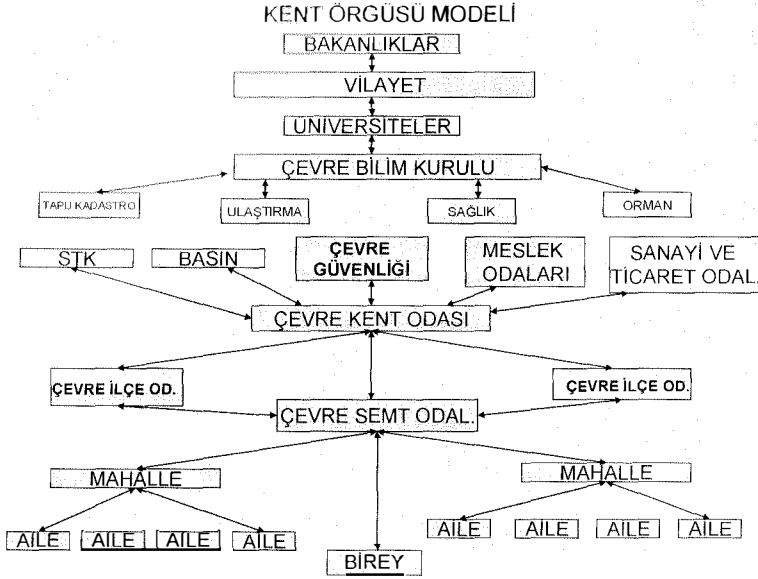 KENT ÖRGÜSÜ MODELİ
BAKANLIKLAR
VİLAYET
UNIVERSITELER
ÇEVRE BİLİM KURULU
TAPU KADASTRO
ULAŞTIRMA
SAĞLIK
ORMAN
STK
BASIN
ÇEVRE
GÜVENLİĞİ
MESLEK
ODALARI
SANAYİ VE
TİCARET ODAL.
ÇEVRE KENT ODASI
ÇEVRE İLÇE OD.
ÇEVRE İLÇE OD.
ÇEVRE SEMT ODAL.
MAHALLE
MAHALLE
AİLE
AİLE
AİLE
AİLE
AİLE
AİLE
AİLE
AİLE
BİREY